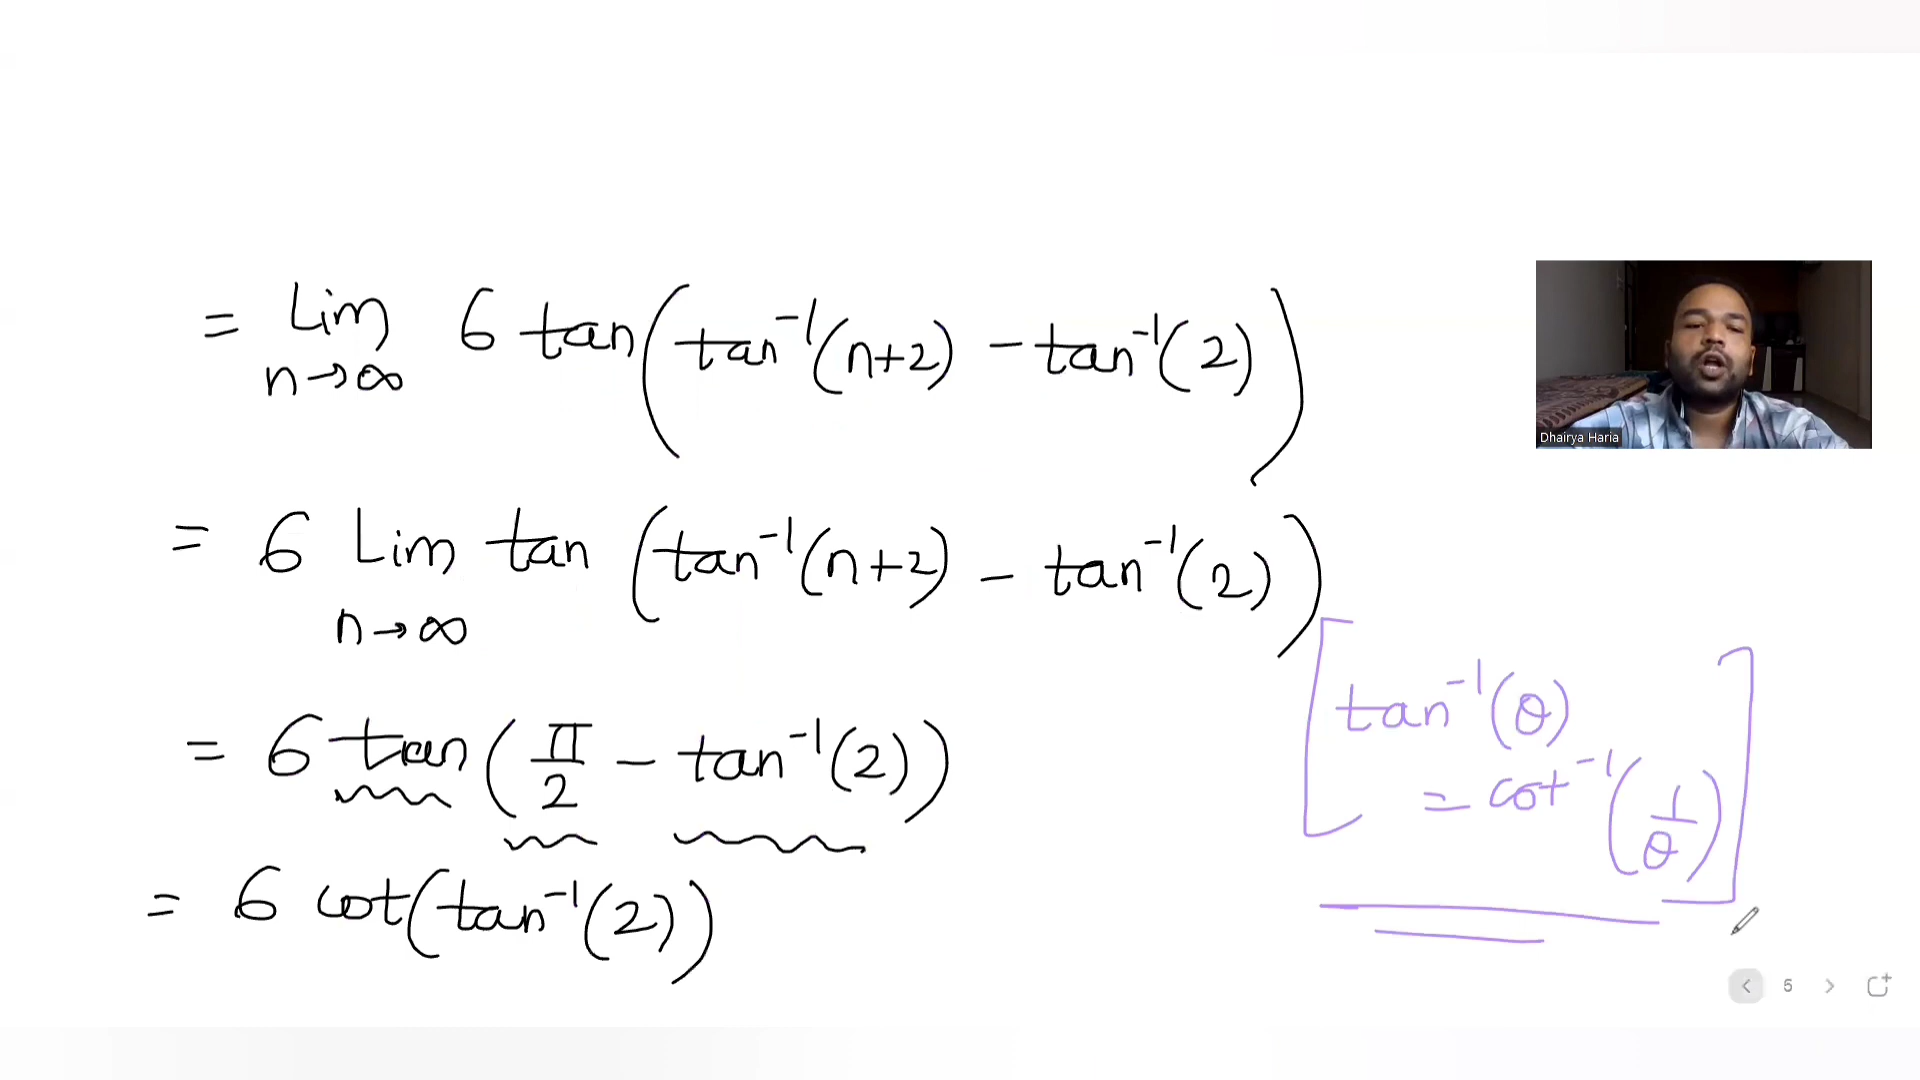 = Lim 6 tan(tan⁻¹(n+2) - tan⁻¹(2))
n→∞
Dhairya Haria
= 6 Lim tan (tan⁻¹(n+2) - tan⁻¹(2))
n→∞
[tan⁻¹(θ)
= cot⁻¹(1/θ)]
= 6 tan(π/2 - tan⁻¹(2))
= 6 cot(tan⁻¹(2))
5